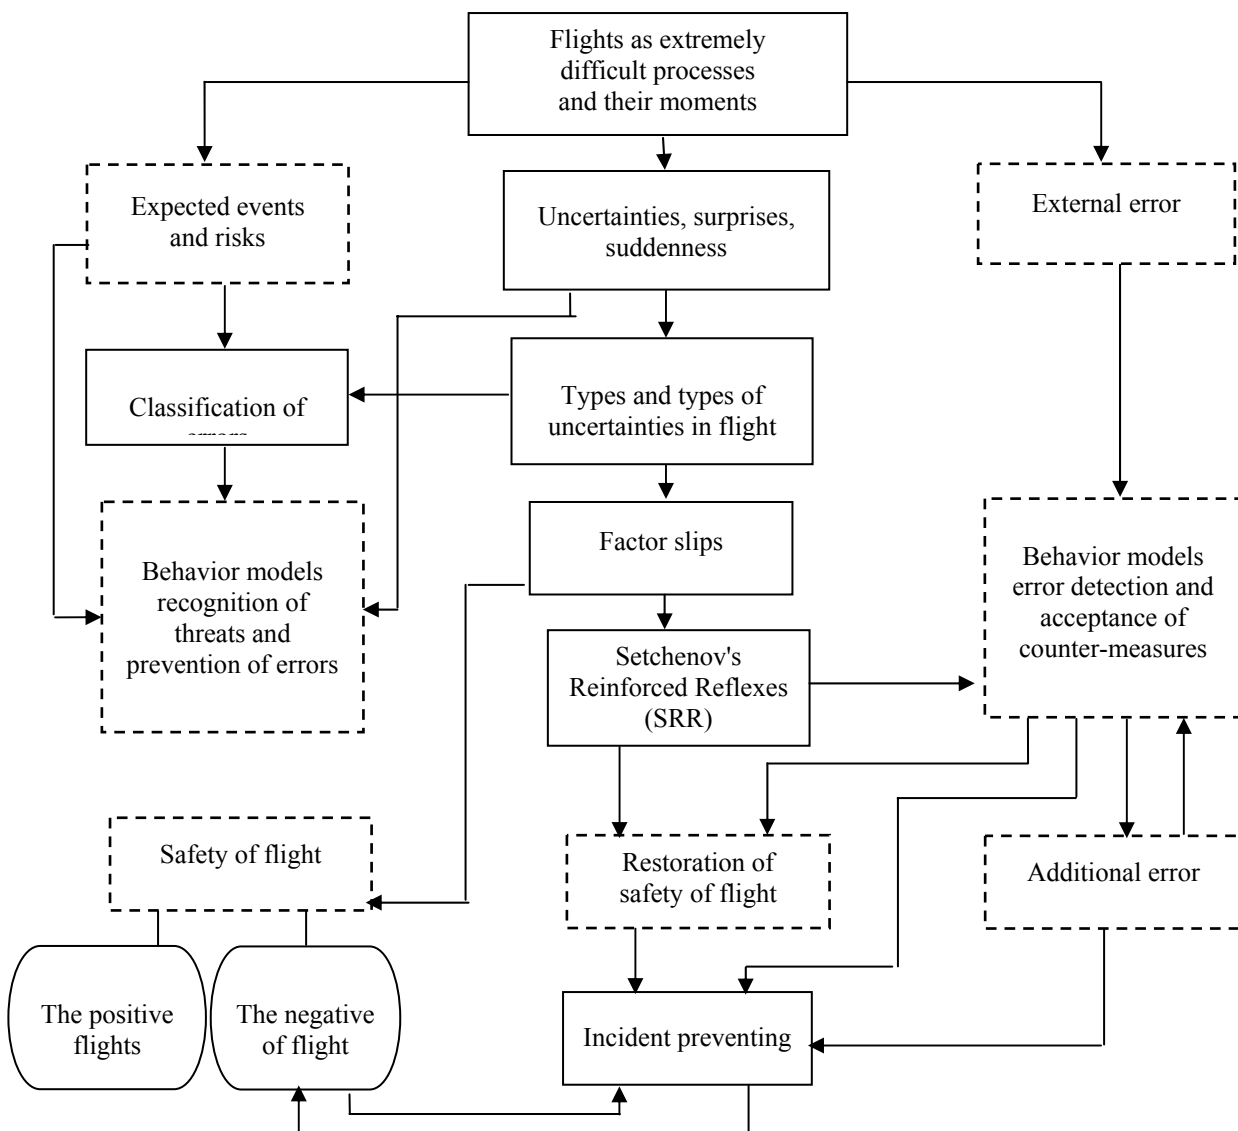 Flights as extremely
difficult processes
and their moments
Expected events
and risks
Uncertainties, surprises,
suddenness
External error
Classification of
Types and types of
uncertainties in flight
Factor slips
Behavior models
recognition of
threats and
prevention of errors
Behavior models
error detection and
acceptance of
counter-measures
Setchenov's
Reinforced Reflexes
(SRR)
Safety of flight
Restoration of
safety of flight
Additional error
The positive
flights
The negative
of flight
Incident preventing